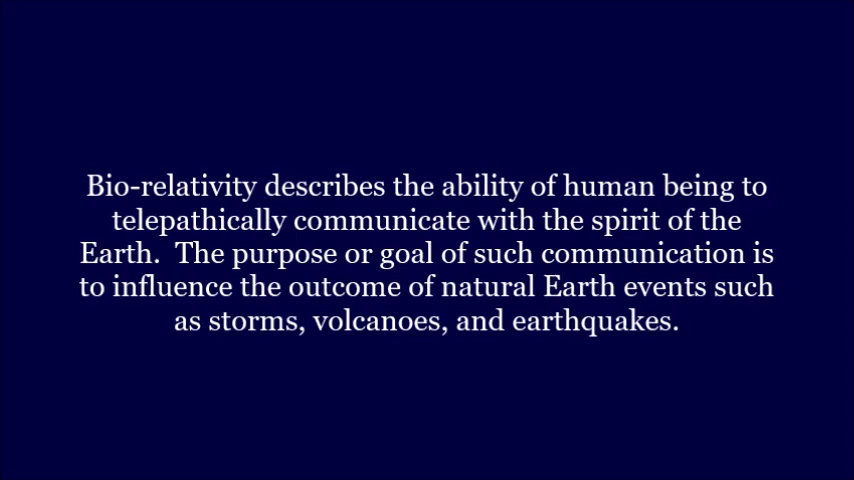 Bio-relativity describes the ability of human being to
telepathically communicate with the spirit of the
Earth.  The purpose or goal of such communication is
to influence the outcome of natural Earth events such
as storms, volcanoes, and earthquakes.